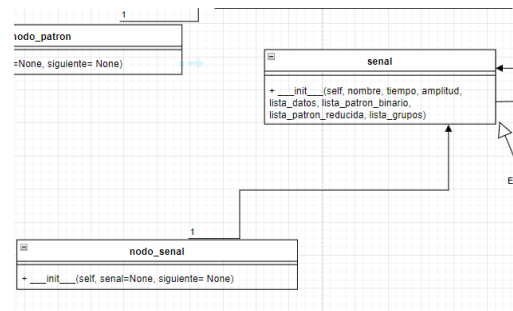 1
nodo_patron
=None, siguiente= None)
senal
+ ___init___(self, nombre, tiempo, amplitud,
lista_datos, lista_patron_binario,
lista_patron_reducida, lista_grupos)
E
1
nodo_senal
+ ___init___(self, senal=None, siguiente= None)